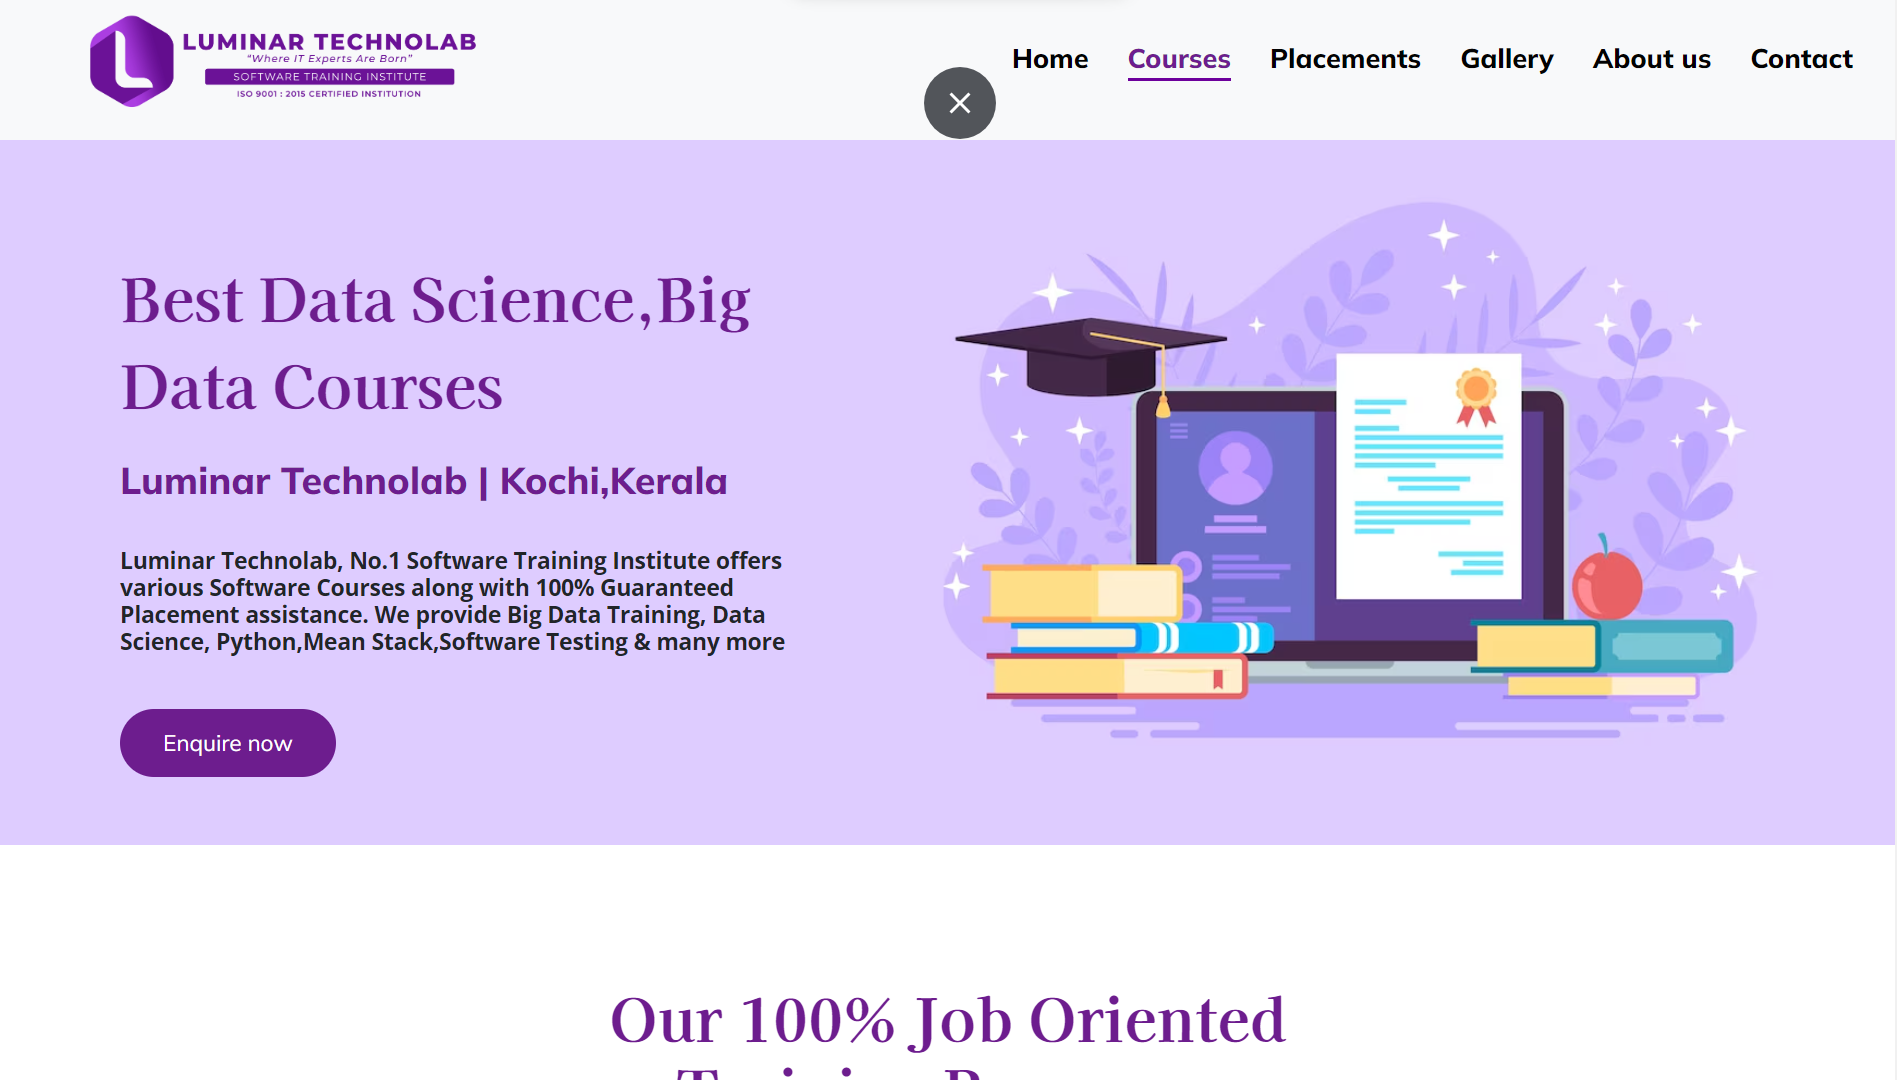 LUMINAR TECHNOLAB
"Where IT Experts Are Born"
SOFTWARE TRAINING INSTITUTE
ISO 9001 : 2015 CERTIFIED INSTITUTION
Home Courses Placements Gallery About us Contact
Best Data Science,Big
Data Courses
Luminar Technolab | Kochi,Kerala
Luminar Technolab, No.1 Software Training Institute offers
various Software Courses along with 100% Guaranteed
Placement assistance. We provide Big Data Training, Data
Science, Python,Mean Stack,Software Testing & many more
Enquire now
Our 100% Job Oriented